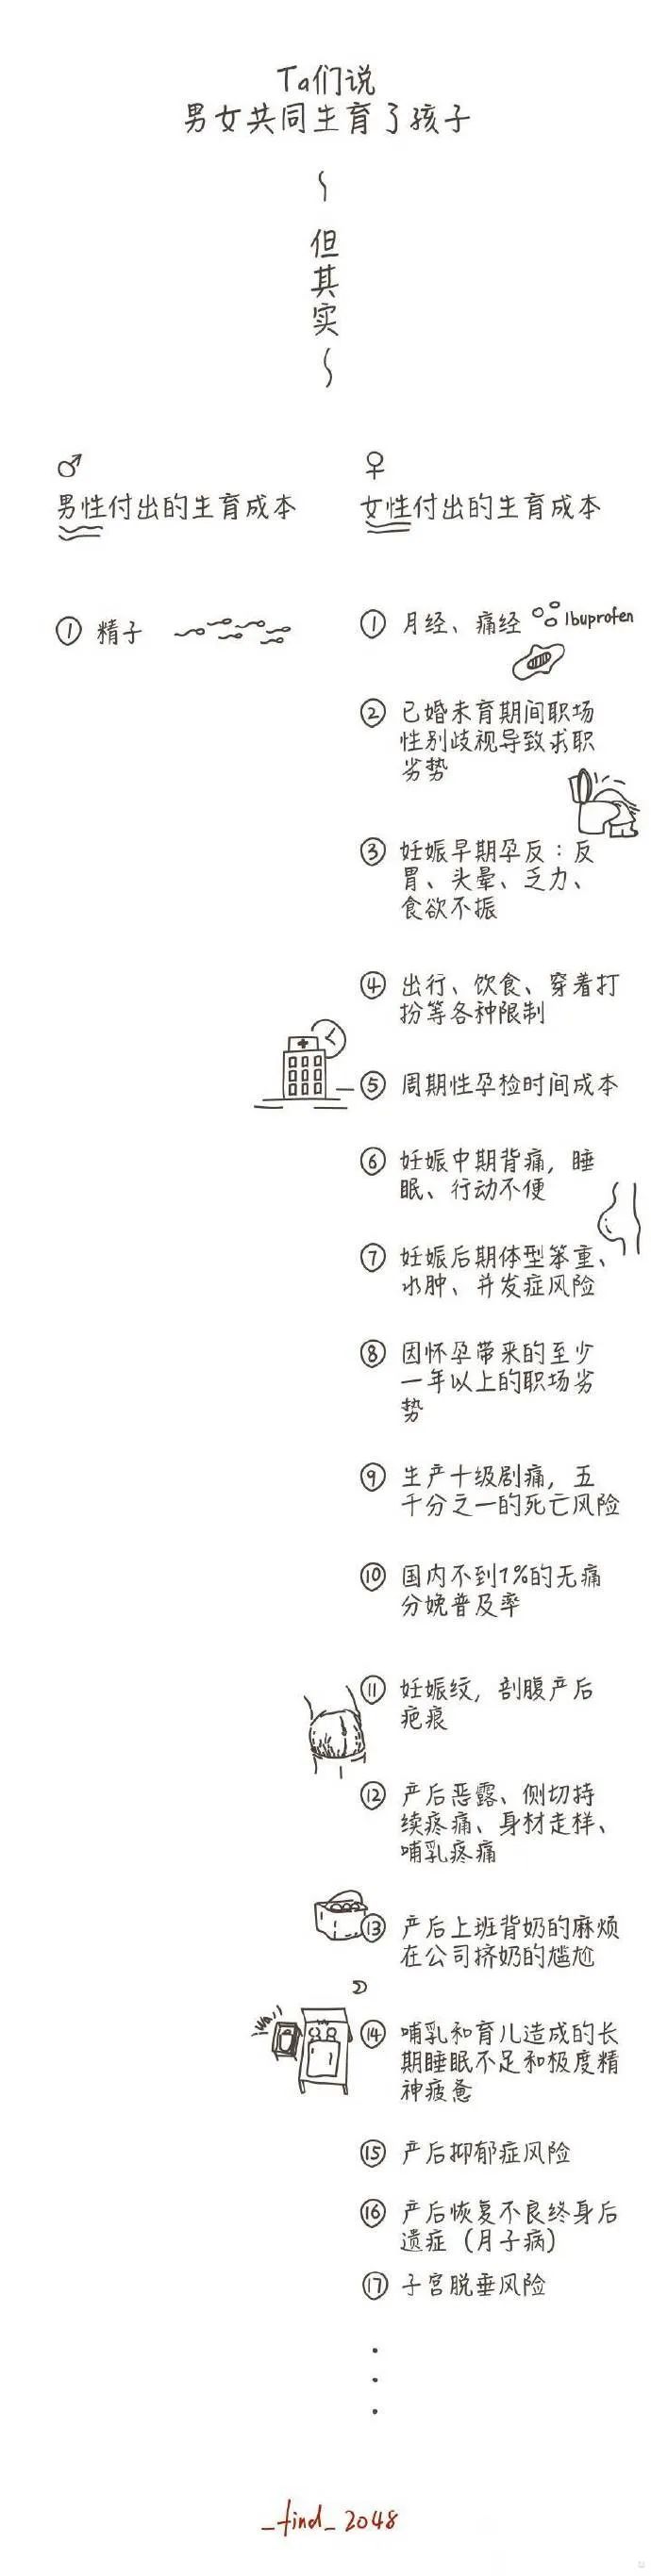 Ta们说
男女共同生育了孩子
但其实
♂
男性付出的生育成本
① 精子
♀
女性付出的生育成本
① 月经、痛经
Ibuprofen
② 已婚未育期间职场
性别歧视导致求职
劣势
③ 妊娠早期孕反：反
胃、头晕、乏力、
食欲不振
④ 出行、饮食、穿着打
扮等各种限制
⑤ 周期性孕检时间成本
⑥ 妊娠中期背痛，睡
眠、行动不便
⑦ 妊娠后期体型笨重、
水肿、并发症风险
⑧ 因怀孕带来的至少
一年以上的职场劣
势
⑨ 生产十级剧痛，五
千分之一的死亡风险
⑩ 国内不到1%的无痛
分娩普及率
⑪ 妊娠纹，剖腹产后
疤痕
⑫ 产后恶露、侧切持
续疼痛、身材走样、
哺乳疼痛
⑬ 产后上班背奶的麻烦
在公司挤奶的尴尬
⑭ 哺乳和育儿造成的长
期睡眠不足和极度精
神疲惫
⑮ 产后抑郁症风险
⑯ 产后恢复不良终身后
遗症（月子病）
⑰ 子宫脱垂风险
_find_2048